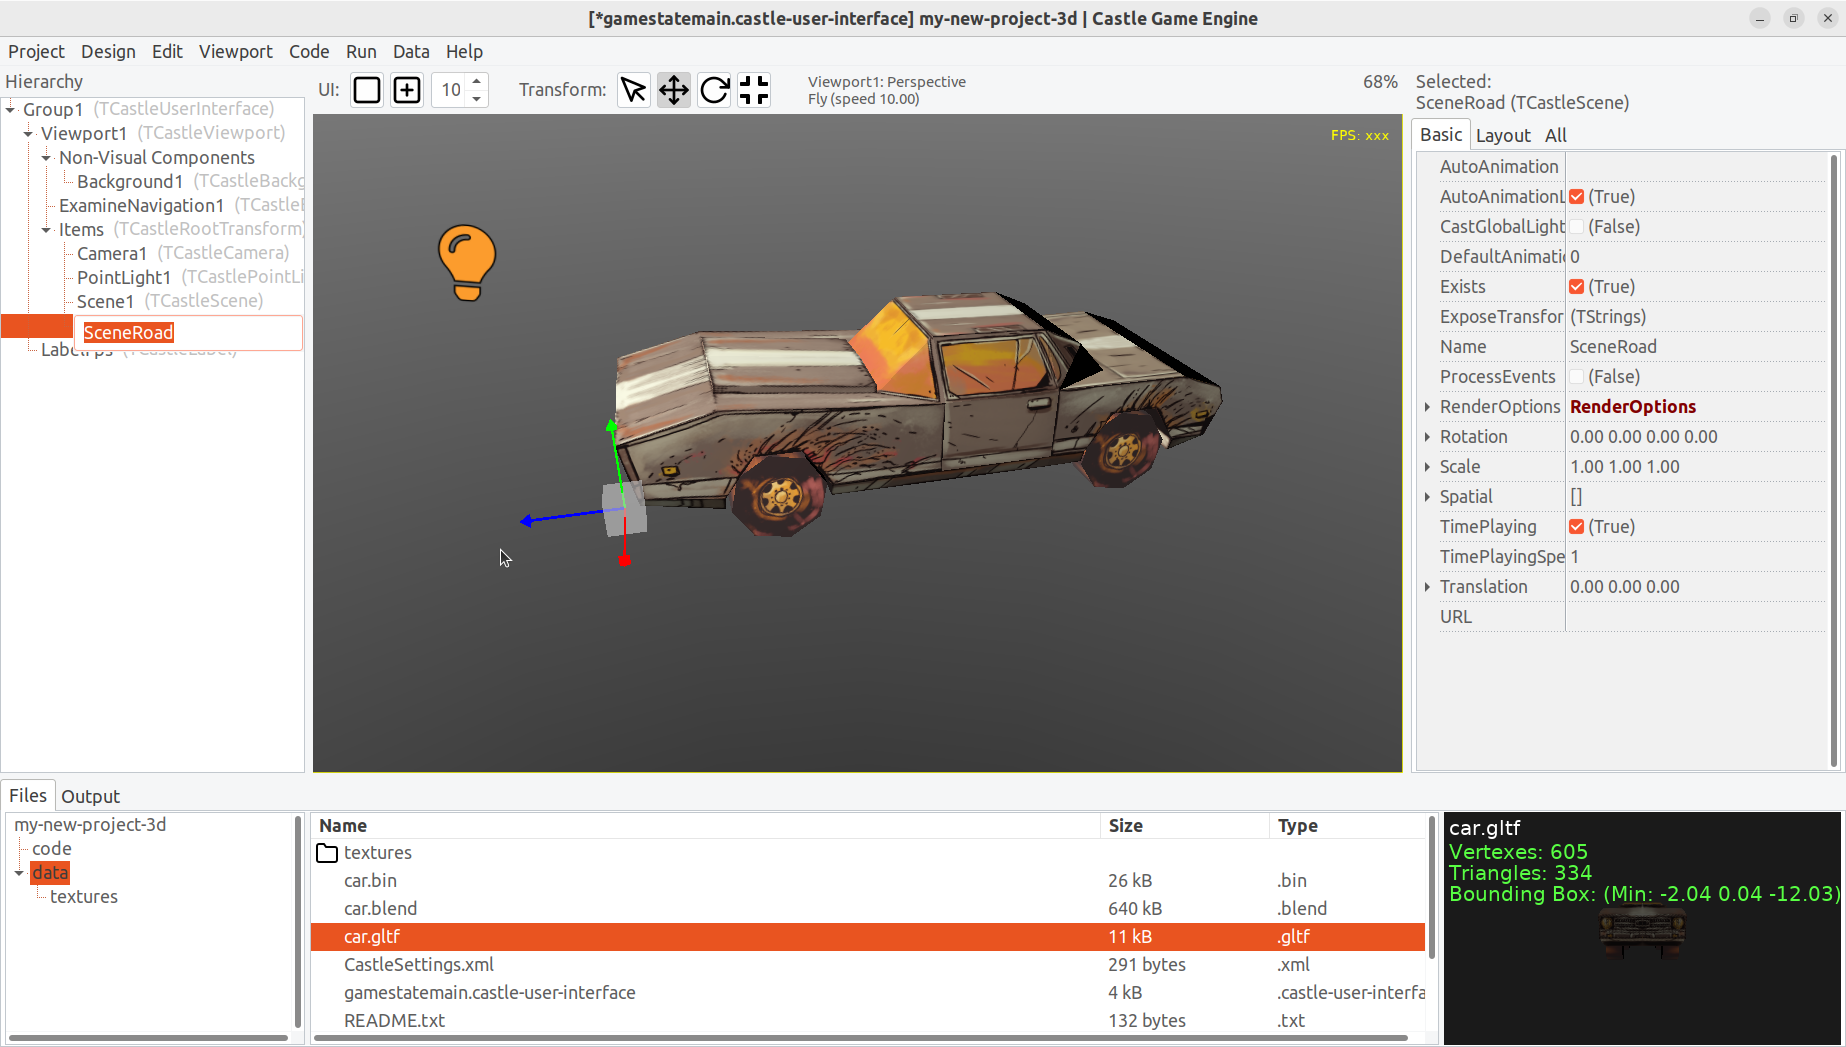 [*gamestatemain.castle-user-interface] my-new-project-3d | Castle Game Engine
Project Design Edit Viewport Code Run Data Help
Hierarchy
Group1 (TCastleUserInterface)
Viewport1 (TCastleViewport)
Non-Visual Components
Background1 (TCastleBackg
ExamineNavigation1 (TCastleE
Items (TCastleRootTransform)
Camera1 (TCastleCamera)
PointLight1 (TCastlePointLi
Scene1 (TCastleScene)
SceneRoad
LabelFps (TCastleLabel)
UI: 10 Transform:
Viewport1: Perspective
Fly (speed 10.00)
68%
FPS: xxx
Selected:
SceneRoad (TCastleScene)
Basic Layout All
AutoAnimation
AutoAnimationL (True)
CastGlobalLight (False)
DefaultAnimatio 0
Exists (True)
ExposeTransfor (TStrings)
Name SceneRoad
ProcessEvents (False)
RenderOptions RenderOptions
Rotation 0.00 0.00 0.00 0.00
Scale 1.00 1.00 1.00
Spatial []
TimePlaying (True)
TimePlayingSpe 1
Translation 0.00 0.00 0.00
URL
Files Output
my-new-project-3d
code
data
textures
Name Size Type
textures
car.bin 26 kB .bin
car.blend 640 kB .blend
car.gltf 11 kB .gltf
CastleSettings.xml 291 bytes .xml
gamestatemain.castle-user-interface 4 kB .castle-user-interfa
README.txt 132 bytes .txt
car.gltf
Vertexes: 605
Triangles: 334
Bounding Box: (Min: -2.04 0.04 -12.03)